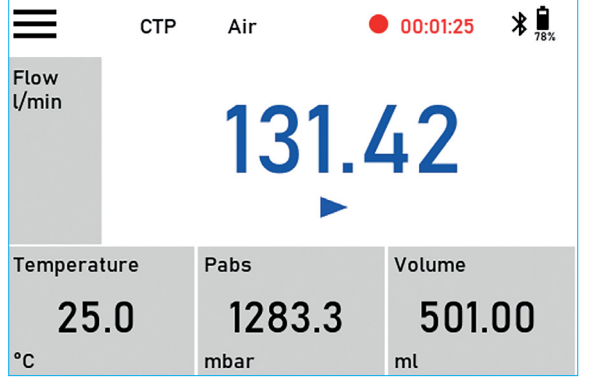 CTP Air 00:01:25 78%
Flow
l/min
131.42
Temperature Pabs Volume
25.0 1283.3 501.00
°C mbar ml